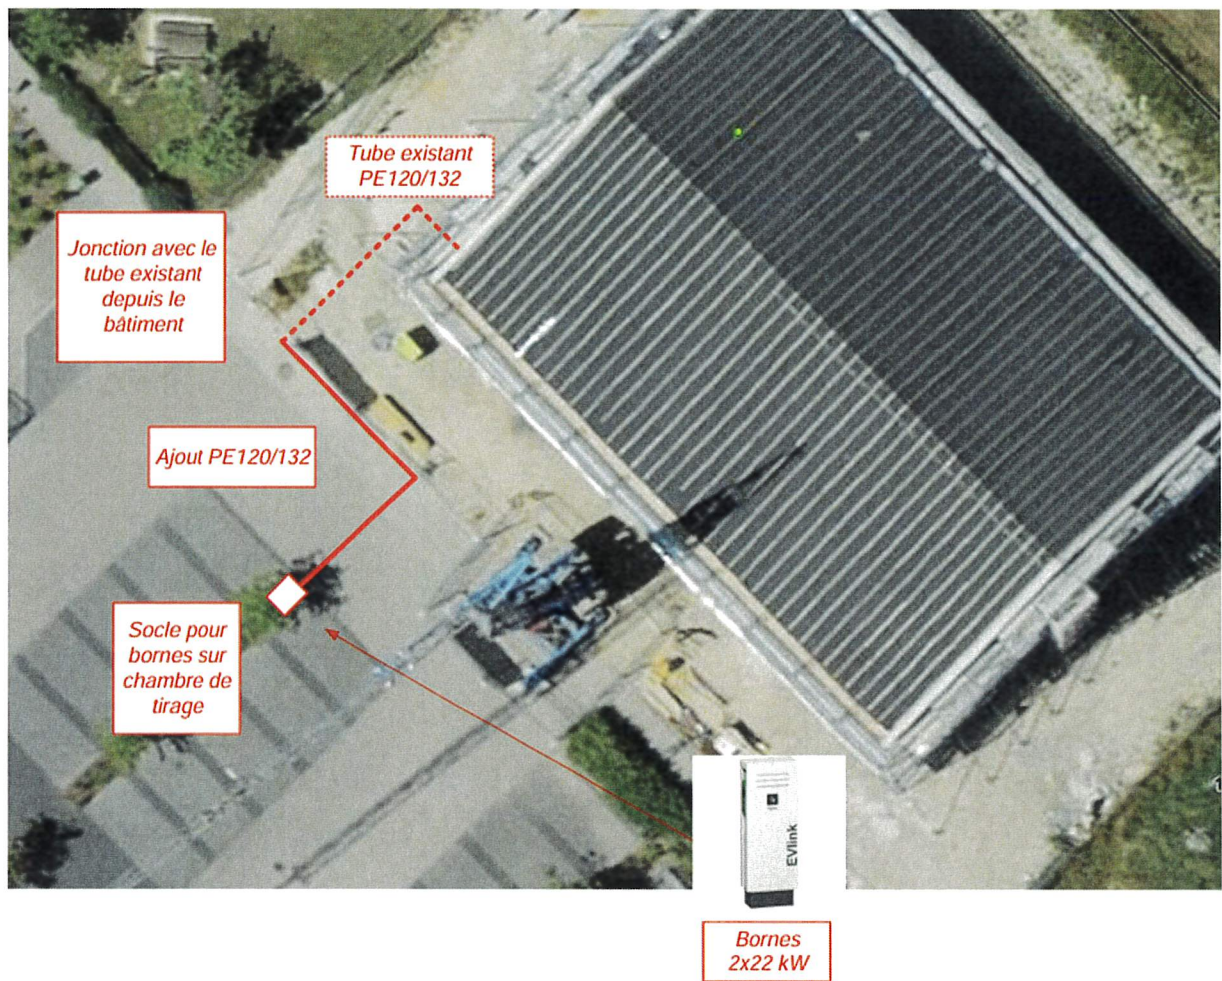 Tube existant
PE120/132
Jonction avec le
tube existant
depuis le
bâtiment
Ajout PE120/132
Socle pour
bornes sur
chambre de
tirage
EVlink
Bornes
2x22 kW